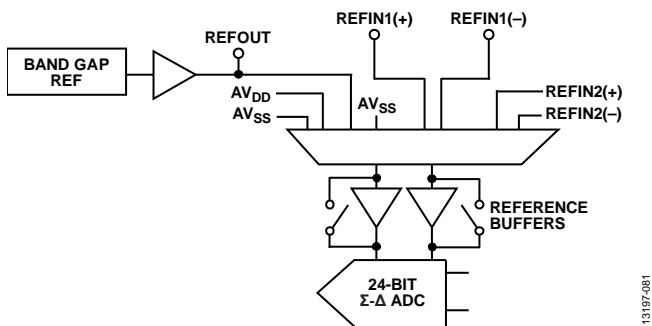 REFIN1(+)
REFIN1(–)
REFOUT
BAND GAP
REF
AVDD
AVSS
AVSS
REFIN2(+)
REFIN2(–)
REFERENCE
BUFFERS
24-BIT
Σ-Δ ADC
13197-081